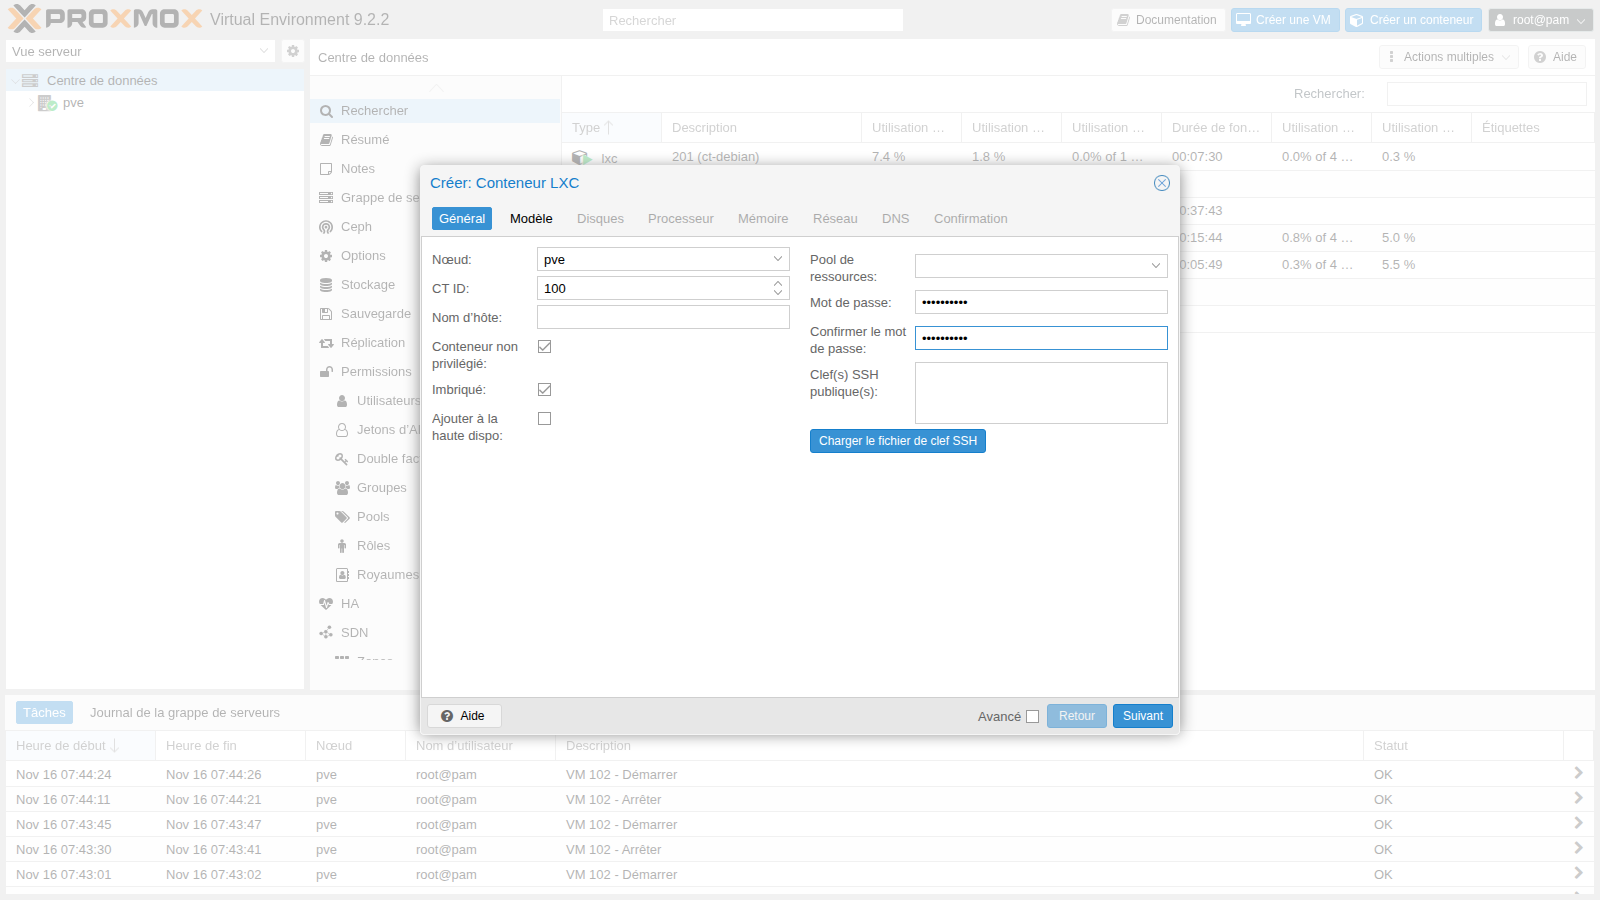 PROXMOX Virtual Environment 9.2.2
Rechercher
Documentation
Créer une VM
Créer un conteneur
root@pam
Vue serveur
Centre de données
pve
Centre de données
Actions multiples
Aide
Rechercher
Résumé
Notes
Grappe de se
Ceph
Options
Stockage
Sauvegarde
Réplication
Permissions
Utilisateurs
Jetons d'A
Double fac
Groupes
Pools
Rôles
Royaumes
HA
SDN
Rechercher:
Type Description Utilisation ... Utilisation ... Utilisation ... Durée de fon... Utilisation ... Utilisation ... Étiquettes
lxc 201 (ct-debian) 7.4 % 1.8 % 0.0% of 1 ... 00:07:30 0.0% of 4 ... 0.3 %
0:37:43
0:15:44 0.8% of 4 ... 5.0 %
0:05:49 0.3% of 4 ... 5.5 %
Créer: Conteneur LXC
Général Modèle Disques Processeur Mémoire Réseau DNS Confirmation
Nœud: pve
CT ID: 100
Nom d'hôte:
Conteneur non
privilégié:
Imbriqué:
Ajouter à la
haute dispo:
Pool de
ressources:
Mot de passe: ••••••••••
Confirmer le mot
de passe: ••••••••••
Clef(s) SSH
publique(s):
Charger le fichier de clef SSH
Aide
Avancé
Retour
Suivant
Tâches Journal de la grappe de serveurs
Heure de début Heure de fin Nœud Nom d'utilisateur Description Statut
Nov 16 07:44:24 Nov 16 07:44:26 pve root@pam VM 102 - Démarrer OK
Nov 16 07:44:11 Nov 16 07:44:21 pve root@pam VM 102 - Arrêter OK
Nov 16 07:43:45 Nov 16 07:43:47 pve root@pam VM 102 - Démarrer OK
Nov 16 07:43:30 Nov 16 07:43:41 pve root@pam VM 102 - Arrêter OK
Nov 16 07:43:01 Nov 16 07:43:02 pve root@pam VM 102 - Démarrer OK